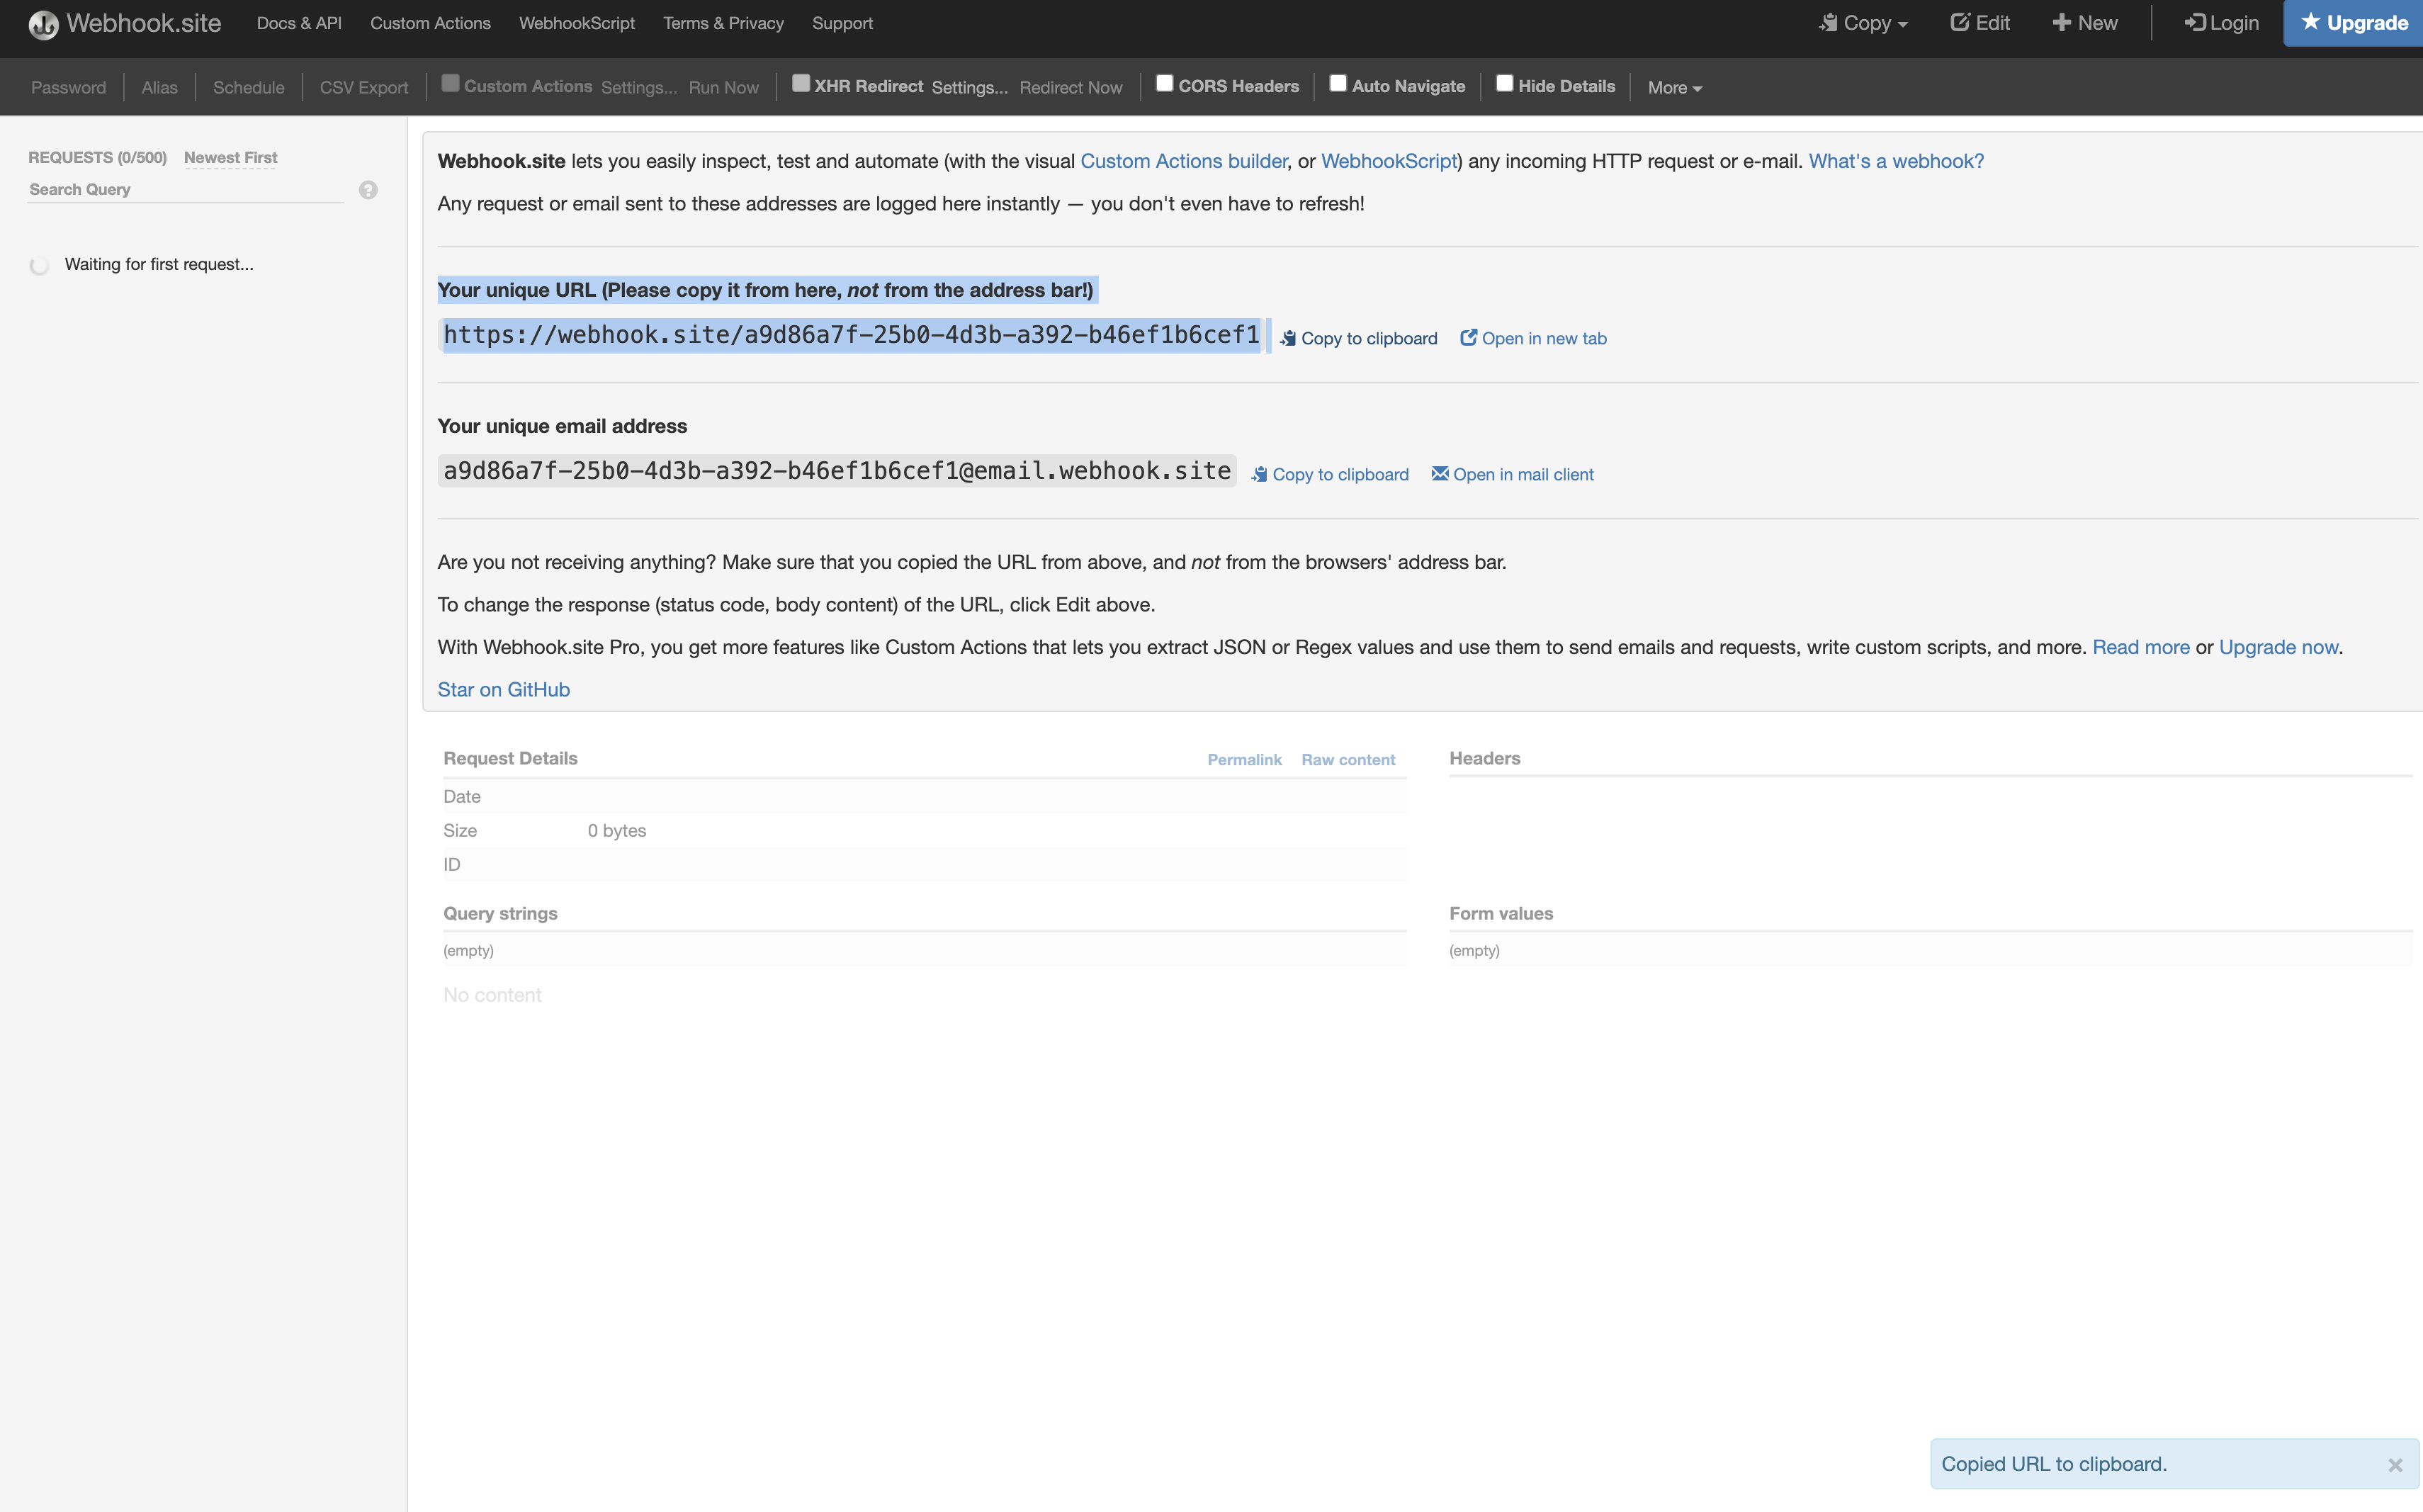 Webhook.site Docs & API Custom Actions WebhookScript Terms & Privacy Support Copy Edit New Login Upgrade
Password Alias Schedule CSV Export Custom Actions Settings... Run Now XHR Redirect Settings... Redirect Now CORS Headers Auto Navigate Hide Details More
REQUESTS (0/500) Newest First
Search Query ?
Waiting for first request...
Webhook.site lets you easily inspect, test and automate (with the visual Custom Actions builder, or WebhookScript) any incoming HTTP request or e-mail. What's a webhook?
Any request or email sent to these addresses are logged here instantly — you don't even have to refresh!
Your unique URL (Please copy it from here, not from the address bar!)
https://webhook.site/a9d86a7f-25b0-4d3b-a392-b46ef1b6cef1 Copy to clipboard Open in new tab
Your unique email address
a9d86a7f-25b0-4d3b-a392-b46ef1b6cef1@email.webhook.site Copy to clipboard Open in mail client
Are you not receiving anything? Make sure that you copied the URL from above, and not from the browsers' address bar.
To change the response (status code, body content) of the URL, click Edit above.
With Webhook.site Pro, you get more features like Custom Actions that lets you extract JSON or Regex values and use them to send emails and requests, write custom scripts, and more. Read more or Upgrade now.
Star on GitHub
Request Details Permalink Raw content Headers
Date
Size 0 bytes
ID
Query strings Form values
(empty) (empty)
No content
Copied URL to clipboard. ×